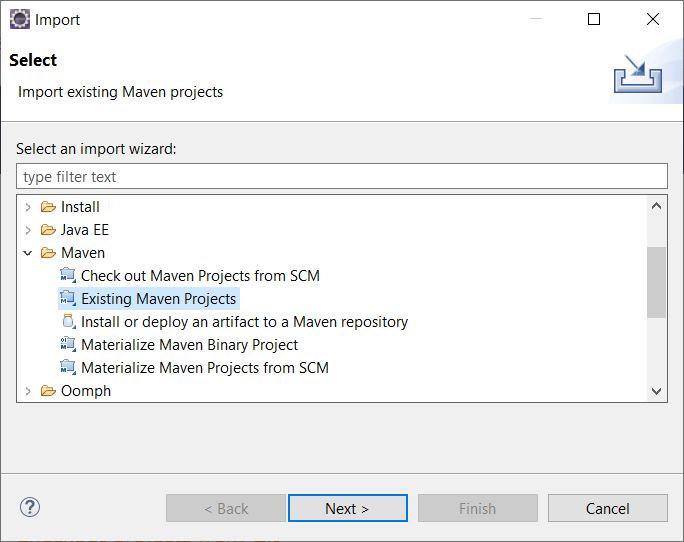 Import
Select
Import existing Maven projects
Select an import wizard:
type filter text
Install
Java EE
Maven
Check out Maven Projects from SCM
Existing Maven Projects
Install or deploy an artifact to a Maven repository
Materialize Maven Binary Project
Materialize Maven Projects from SCM
Oomph
?
< Back
Next >
Finish
Cancel